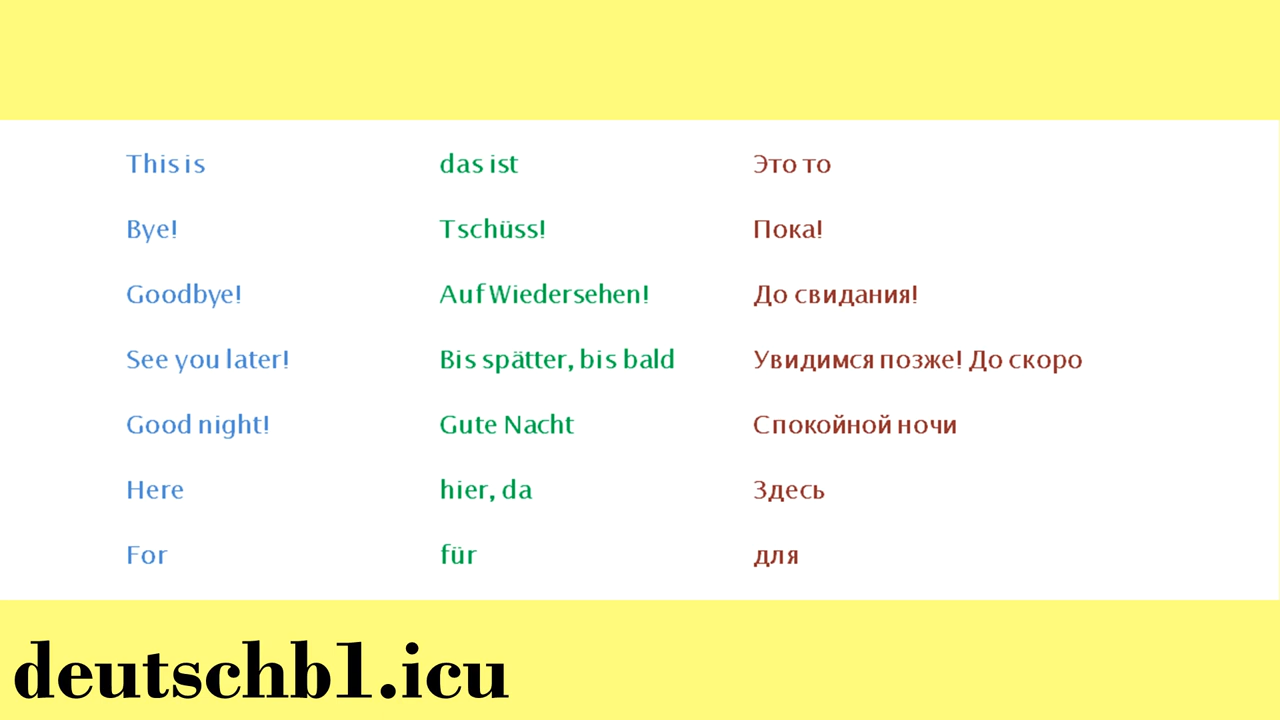 This is das ist Это то
Bye! Tschüss! Пока!
Goodbye! Auf Wiedersehen! До свидания!
See you later! Bis spätter, bis bald Увидимся позже! До скоро
Good night! Gute Nacht Спокойной ночи
Here hier, da Здесь
For für для
deutschb1.icu